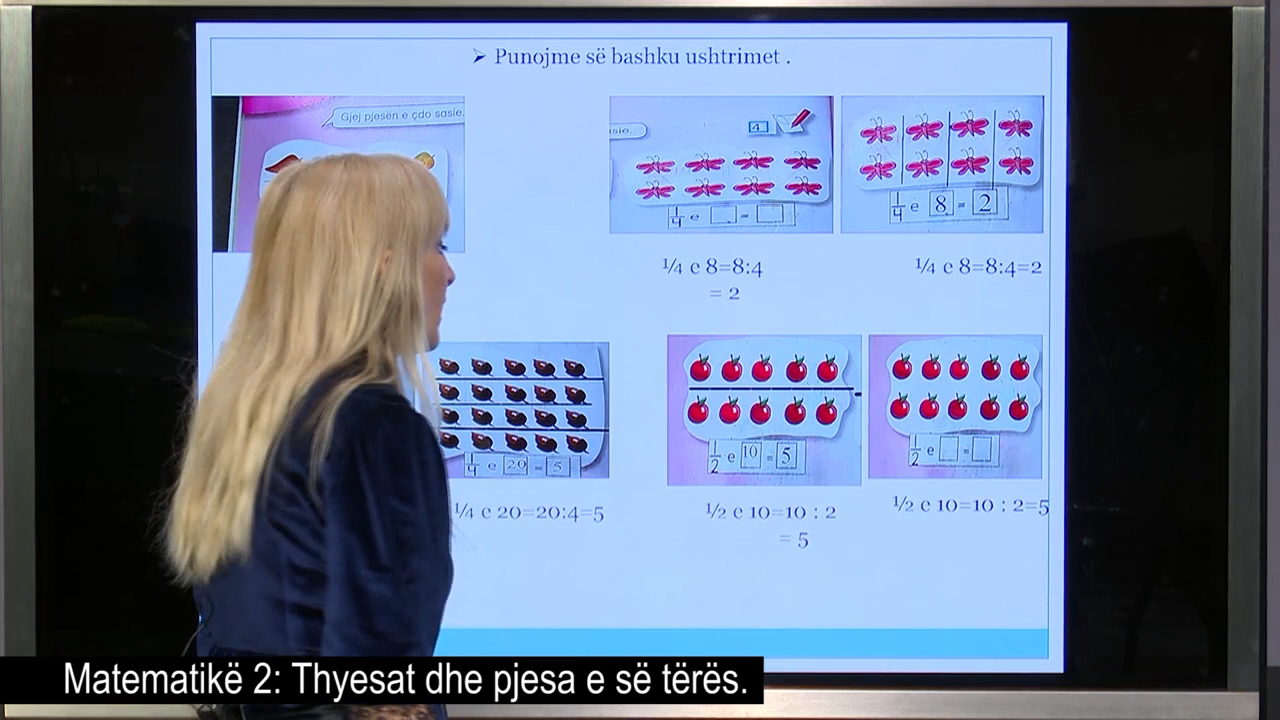 ➢ Punojme së bashku ushtrimet .
Gjej pjesën e çdo sasie.
sie.
4
1/4 e = 
1/4 e 8 = 2
¼ e 8=8:4
= 2
¼ e 8=8:4=2
1/4 e 20 = 5
1/2 e 10 = 5
1/2 e =
¼ e 20=20:4=5
½ e 10=10 : 2
= 5
½ e 10=10 : 2=5
Matematikë 2: Thyesat dhe pjesa e së tërës.